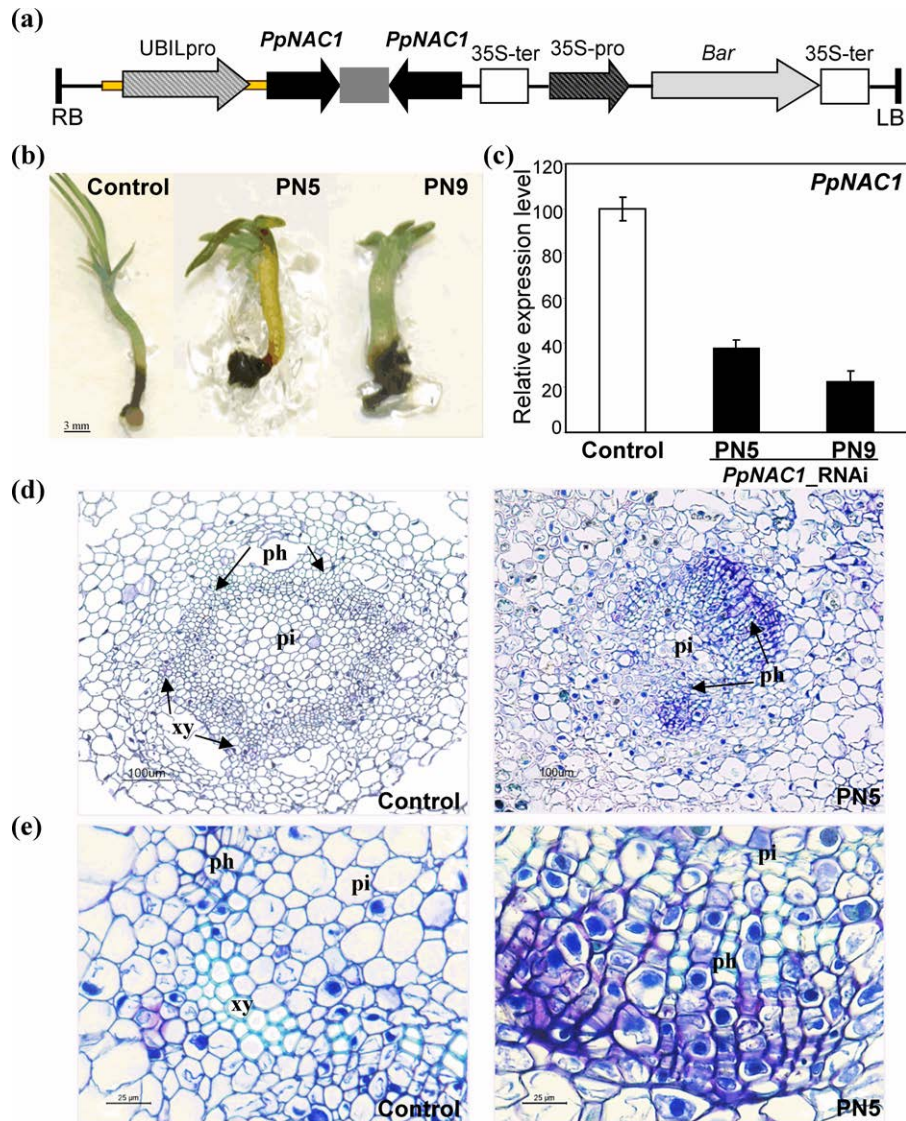 (a)
UBILpro PpNAC1 PpNAC1 35S-ter 35S-pro Bar 35S-ter
RB LB
(b)
Control PN5 PN9
3 mm
(c)
PpNAC1
Relative expression level
120
100
80
60
40
20
0
Control PN5 PN9
PpNAC1_RNAi
(d)
ph
pi
xy
100um
Control
pi
ph
100um
PN5
(e)
ph
pi
xy
25 µm
Control
pi
ph
25 µm
PN5